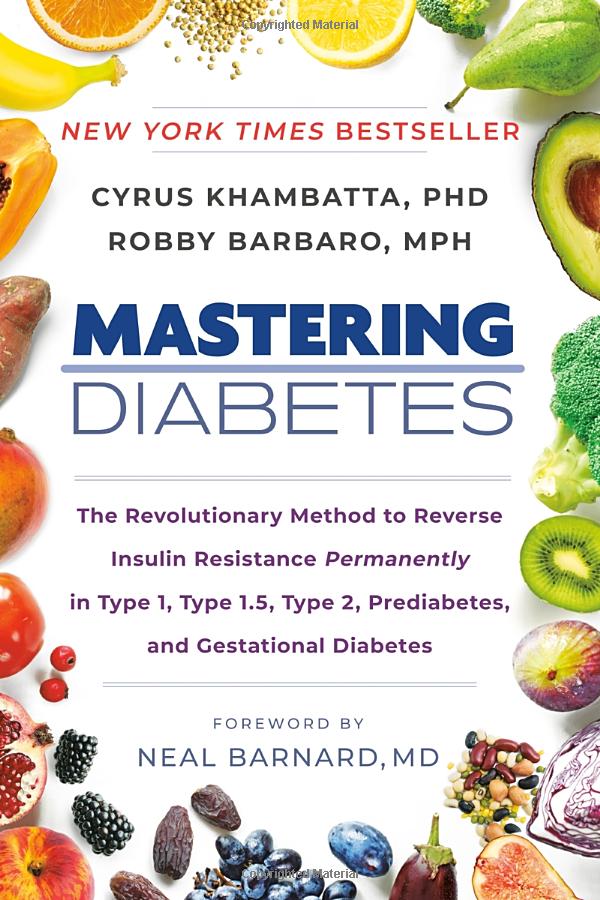 Copyrighted Material
NEW YORK TIMES BESTSELLER
CYRUS KHAMBATTA, PHD
ROBBY BARBARO, MPH
MASTERING
DIABETES
The Revolutionary Method to Reverse
Insulin Resistance Permanently
in Type 1, Type 1.5, Type 2, Prediabetes,
and Gestational Diabetes
FOREWORD BY
NEAL BARNARD, MD
Copyrighted Material